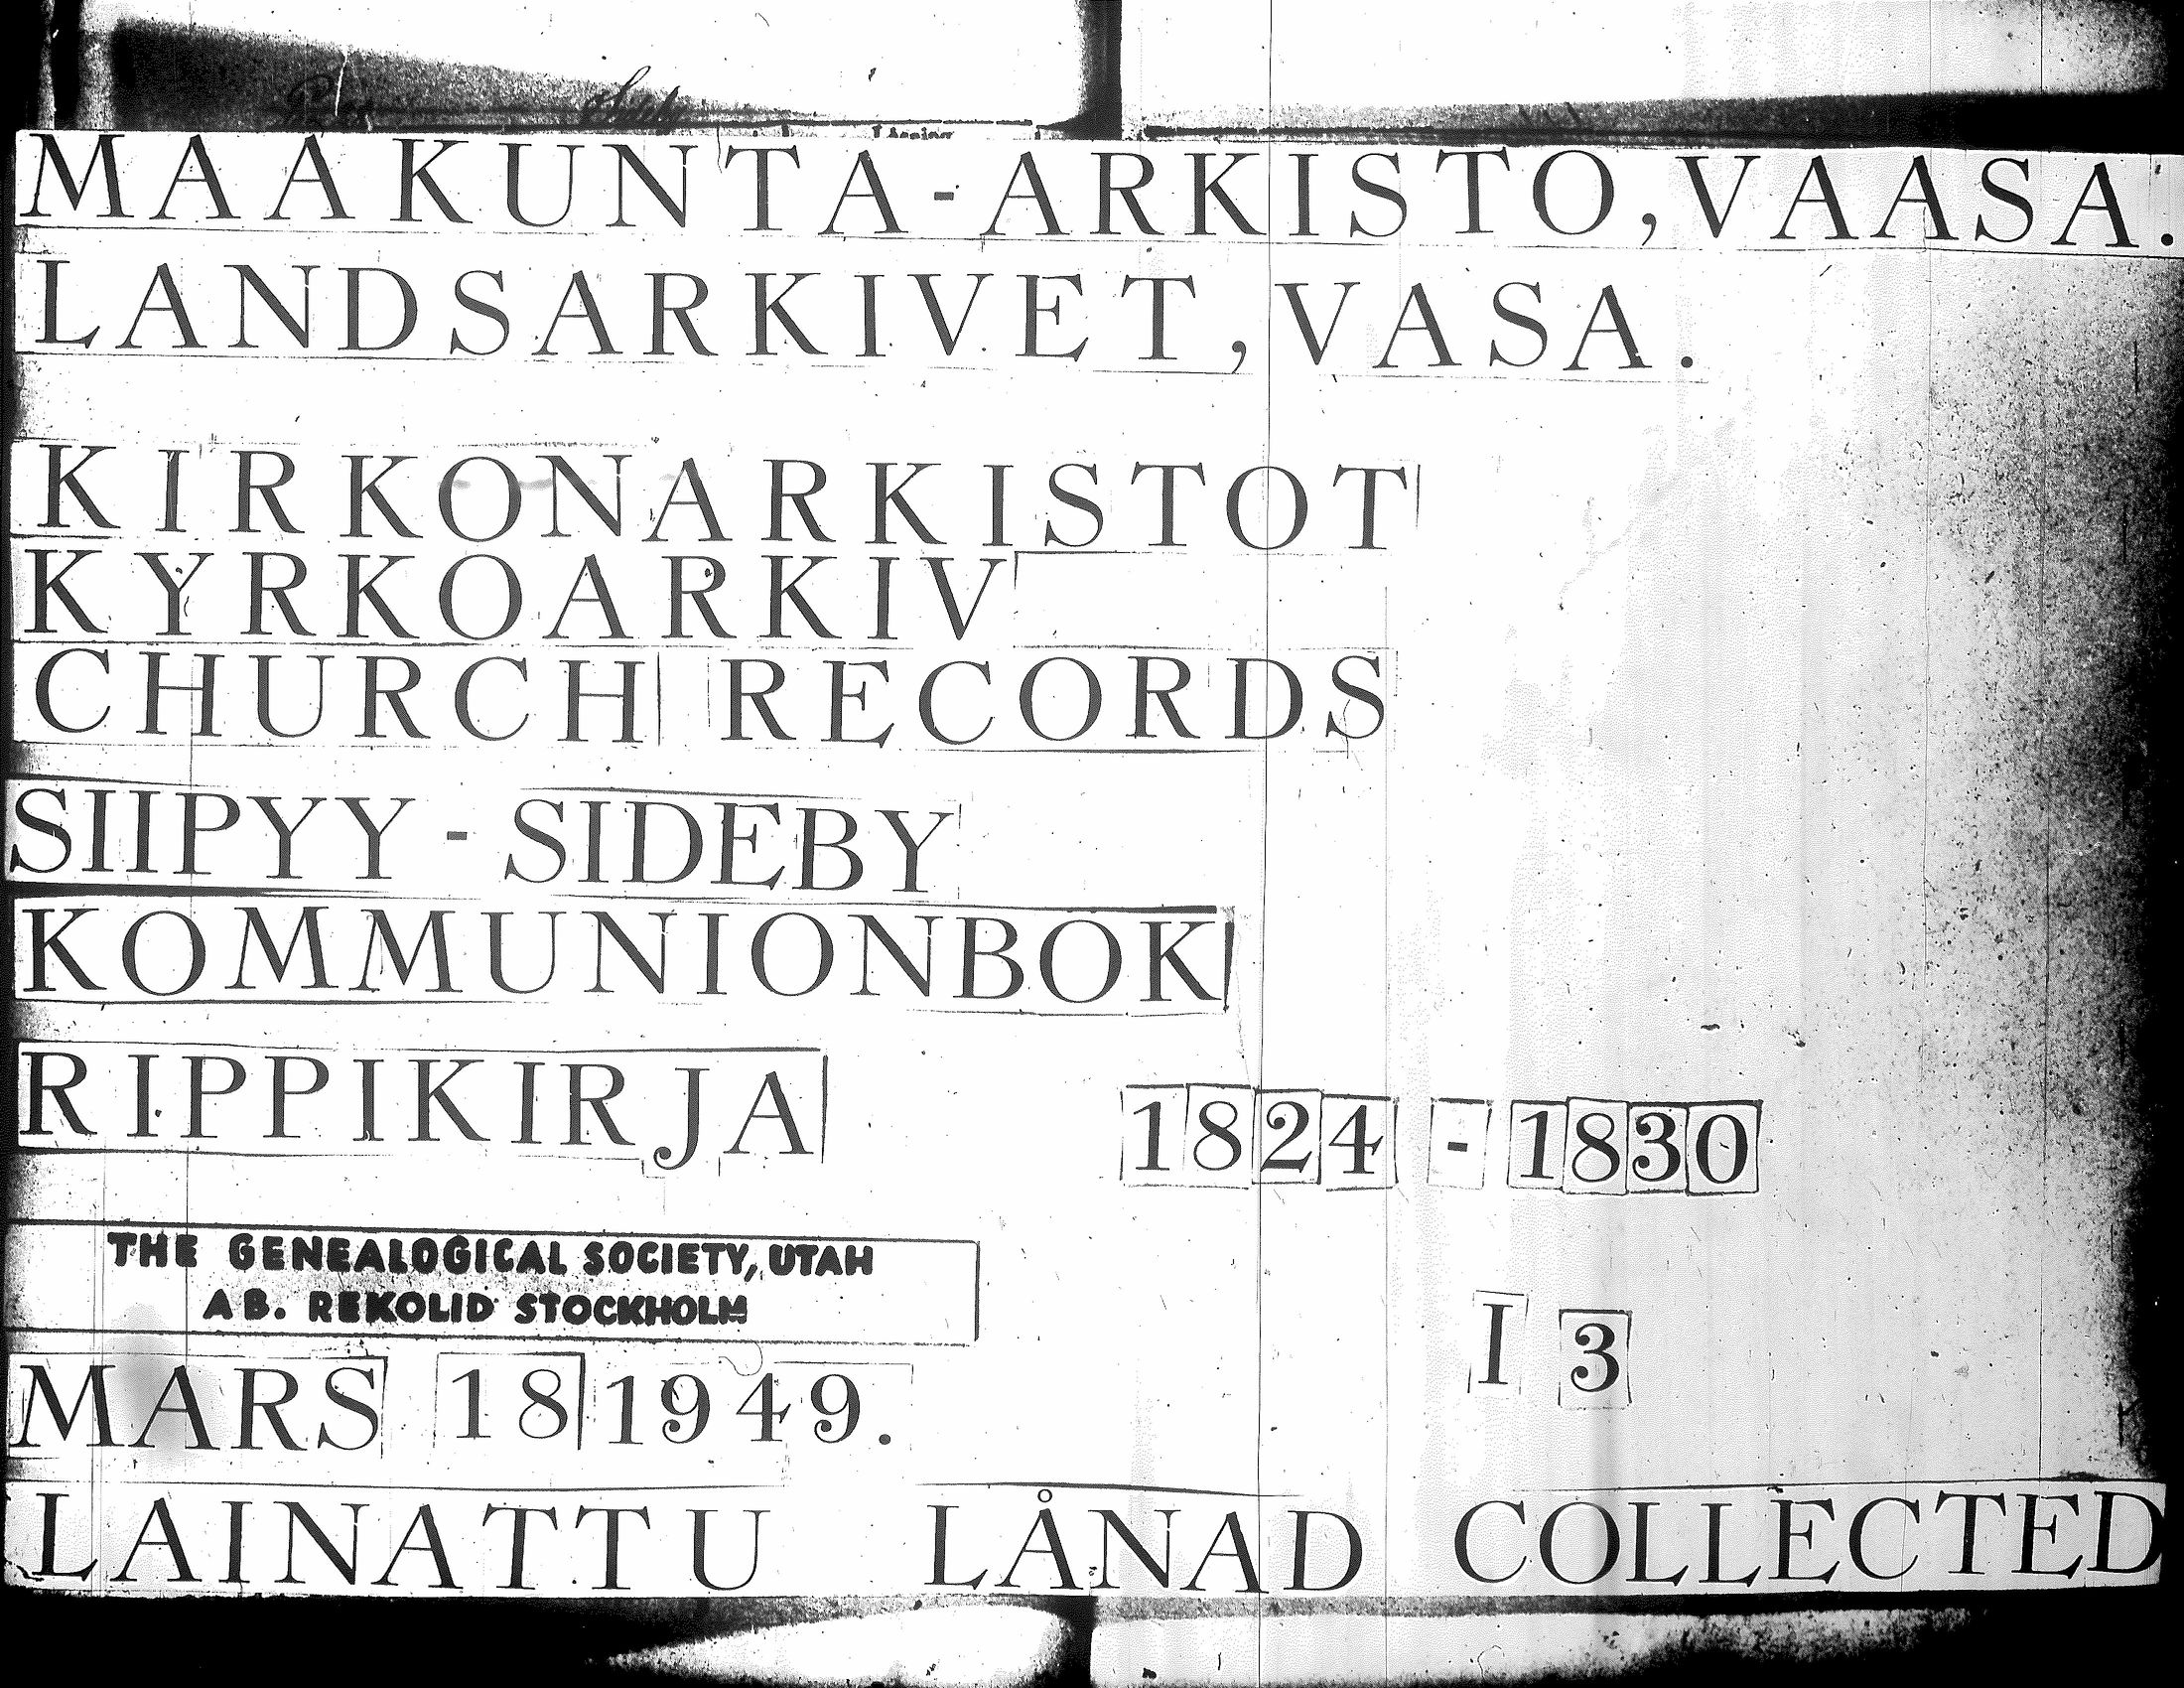 MAAKUNTA-ARKISTO, VAASA.
LANDSARKIVET, VASA.
KIRKONARKISTOT
KYRKOARKIV
CHURCH RECORDS
SIIPYY - SIDEBY
KOMMUNIONBOK
RIPPIKIRJA 1824 - 1830
THE GENEALOGICAL SOCIETY, UTAH
AB. REKOLID STOCKHOLM
I 3
MARS 18 1949.
LAINATTU LÅNAD COLLECTED